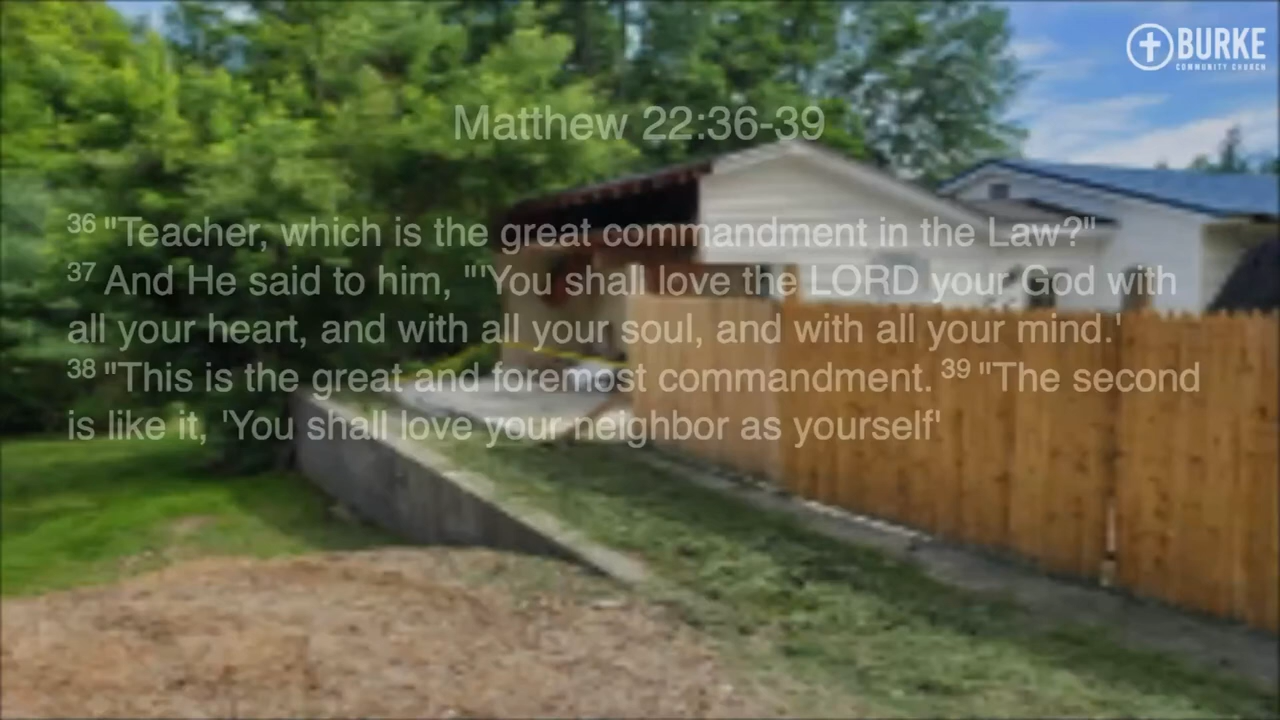 BURKE
COMMUNITY CHURCH
Matthew 22:36-39
36 "Teacher, which is the great commandment in the Law?"
37 And He said to him, "'You shall love the LORD your God with
all your heart, and with all your soul, and with all your mind.'
38 "This is the great and foremost commandment. 39 "The second
is like it, 'You shall love your neighbor as yourself'